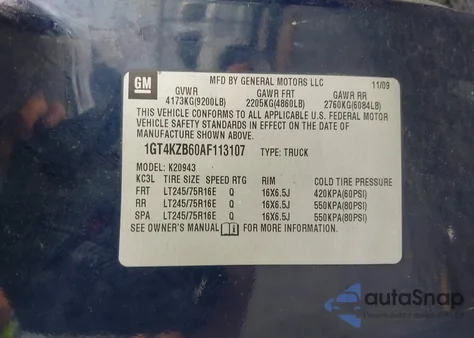 GM
MFD BY GENERAL MOTORS LLC 11/09
GVWR GAWR FRT GAWR RR
4173KG(9200LB) 2205KG(4860LB) 2760KG(6084LB)
THIS VEHICLE CONFORMS TO ALL APPLICABLE U.S. FEDERAL MOTOR
VEHICLE SAFETY STANDARDS IN EFFECT ON THE DATE OF
MANUFACTURE SHOWN ABOVE.
1GT4KZB60AF113107 TYPE: TRUCK
MODEL: K20943
KC3L TIRE SIZE SPEED RTG RIM COLD TIRE PRESSURE
FRT LT245/75R16E Q 16X6.5J 420KPA(60PSI)
RR LT245/75R16E Q 16X6.5J 550KPA(80PSI)
SPA LT245/75R16E Q 16X6.5J 550KPA(80PSI)
SEE OWNER'S MANUAL i FOR MORE INFORMATION.
autoSnap